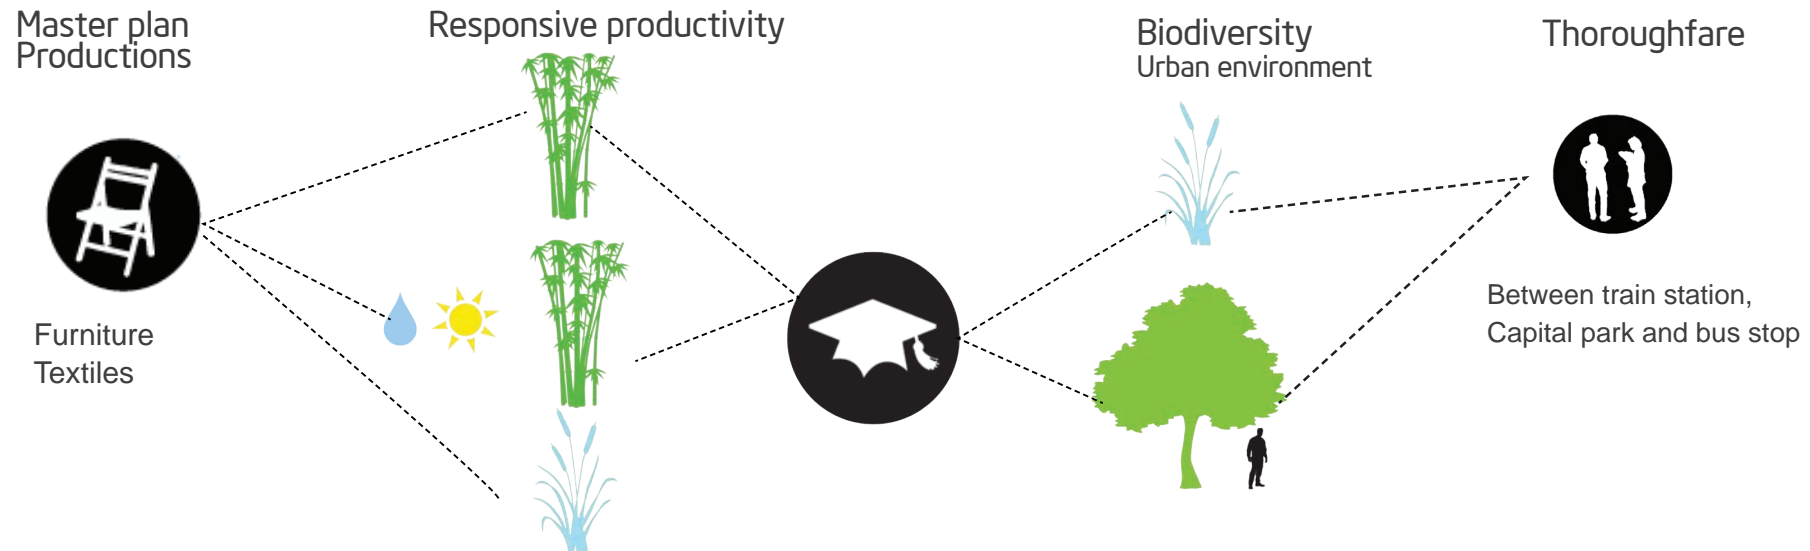 Master plan
Productions
Responsive productivity
Biodiversity
Urban environment
Thoroughfare
Furniture
Textiles
Between train station,
Capital park and bus stop